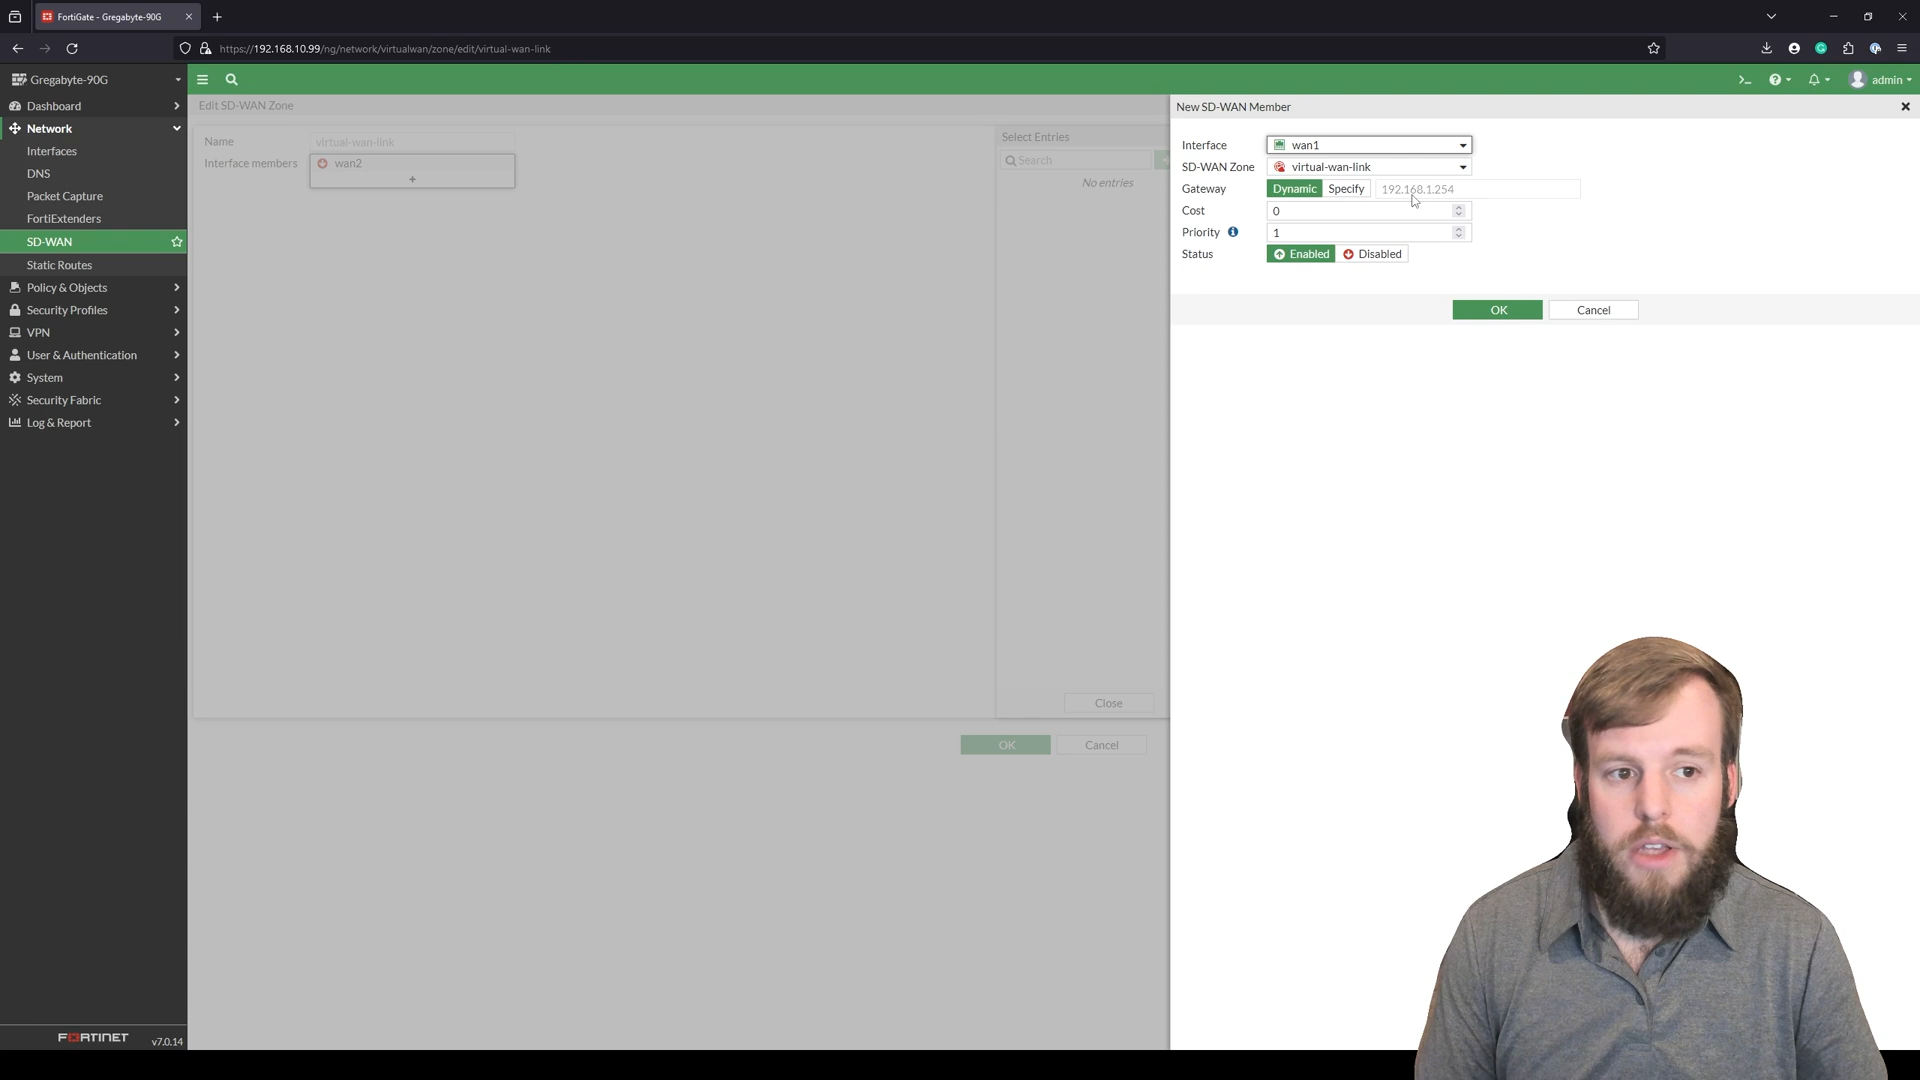 FortiGate - Gregabyte-90G
https://192.168.10.99/ng/network/virtualwan/zone/edit/virtual-wan-link
Gregabyte-90G
admin
Dashboard
Network
Interfaces
DNS
Packet Capture
FortiExtenders
SD-WAN
Static Routes
Policy & Objects
Security Profiles
VPN
User & Authentication
System
Security Fabric
Log & Report
FORTINET
v7.0.14
Edit SD-WAN Zone
Name virtual-wan-link
Interface members wan2
+
Select Entries
Search
No entries
Close
OK Cancel
New SD-WAN Member
Interface wan1
SD-WAN Zone virtual-wan-link
Gateway Dynamic Specify 192.168.1.254
Cost 0
Priority 1
Status Enabled Disabled
OK Cancel